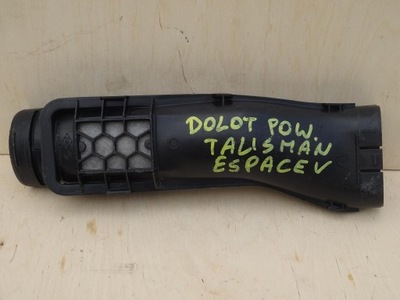 DOLOT POW.
TALISMAN
ESPACE V